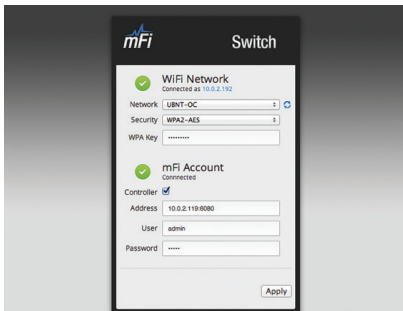 mFi
Switch
WiFi Network
Connected as 10.0.2.192
Network UBNT-OC
Security WPA2-AES
WPA Key •••••••••
mFi Account
Connnected
Controller
Address 10.0.2.119:6080
User admin
Password •••••
Apply